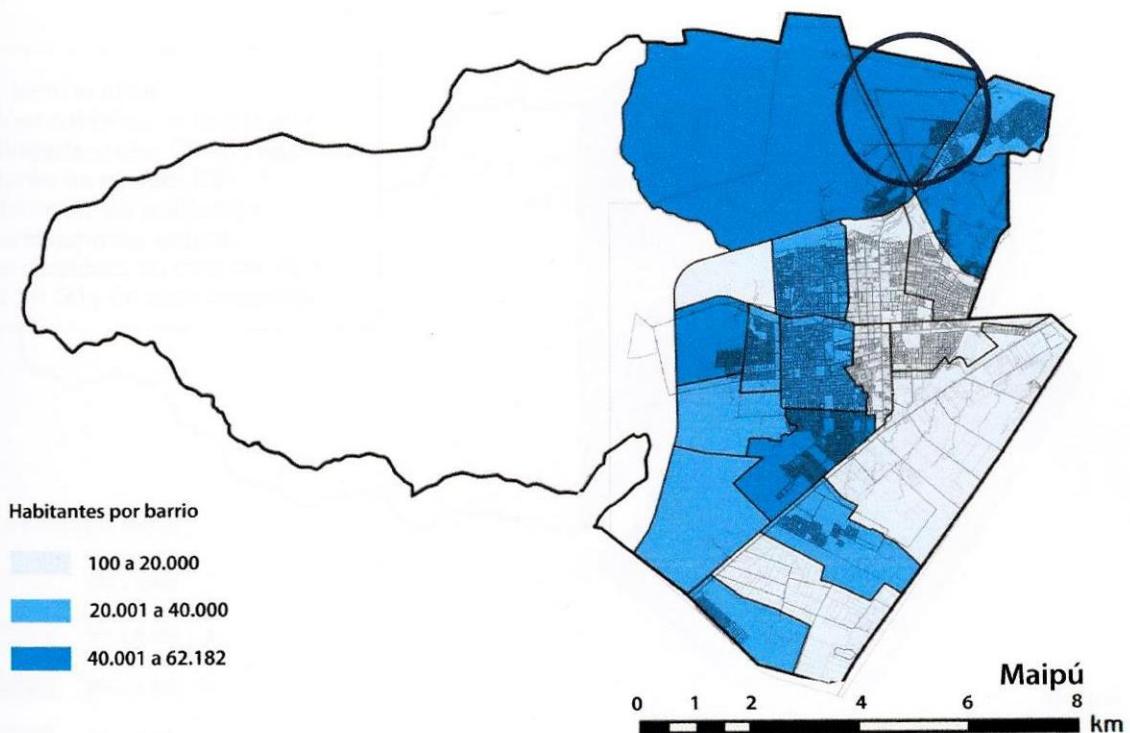 Habitantes por barrio
100 a 20.000
20.001 a 40.000
40.001 a 62.182
Maipú
0 1 2 4 6 8
km